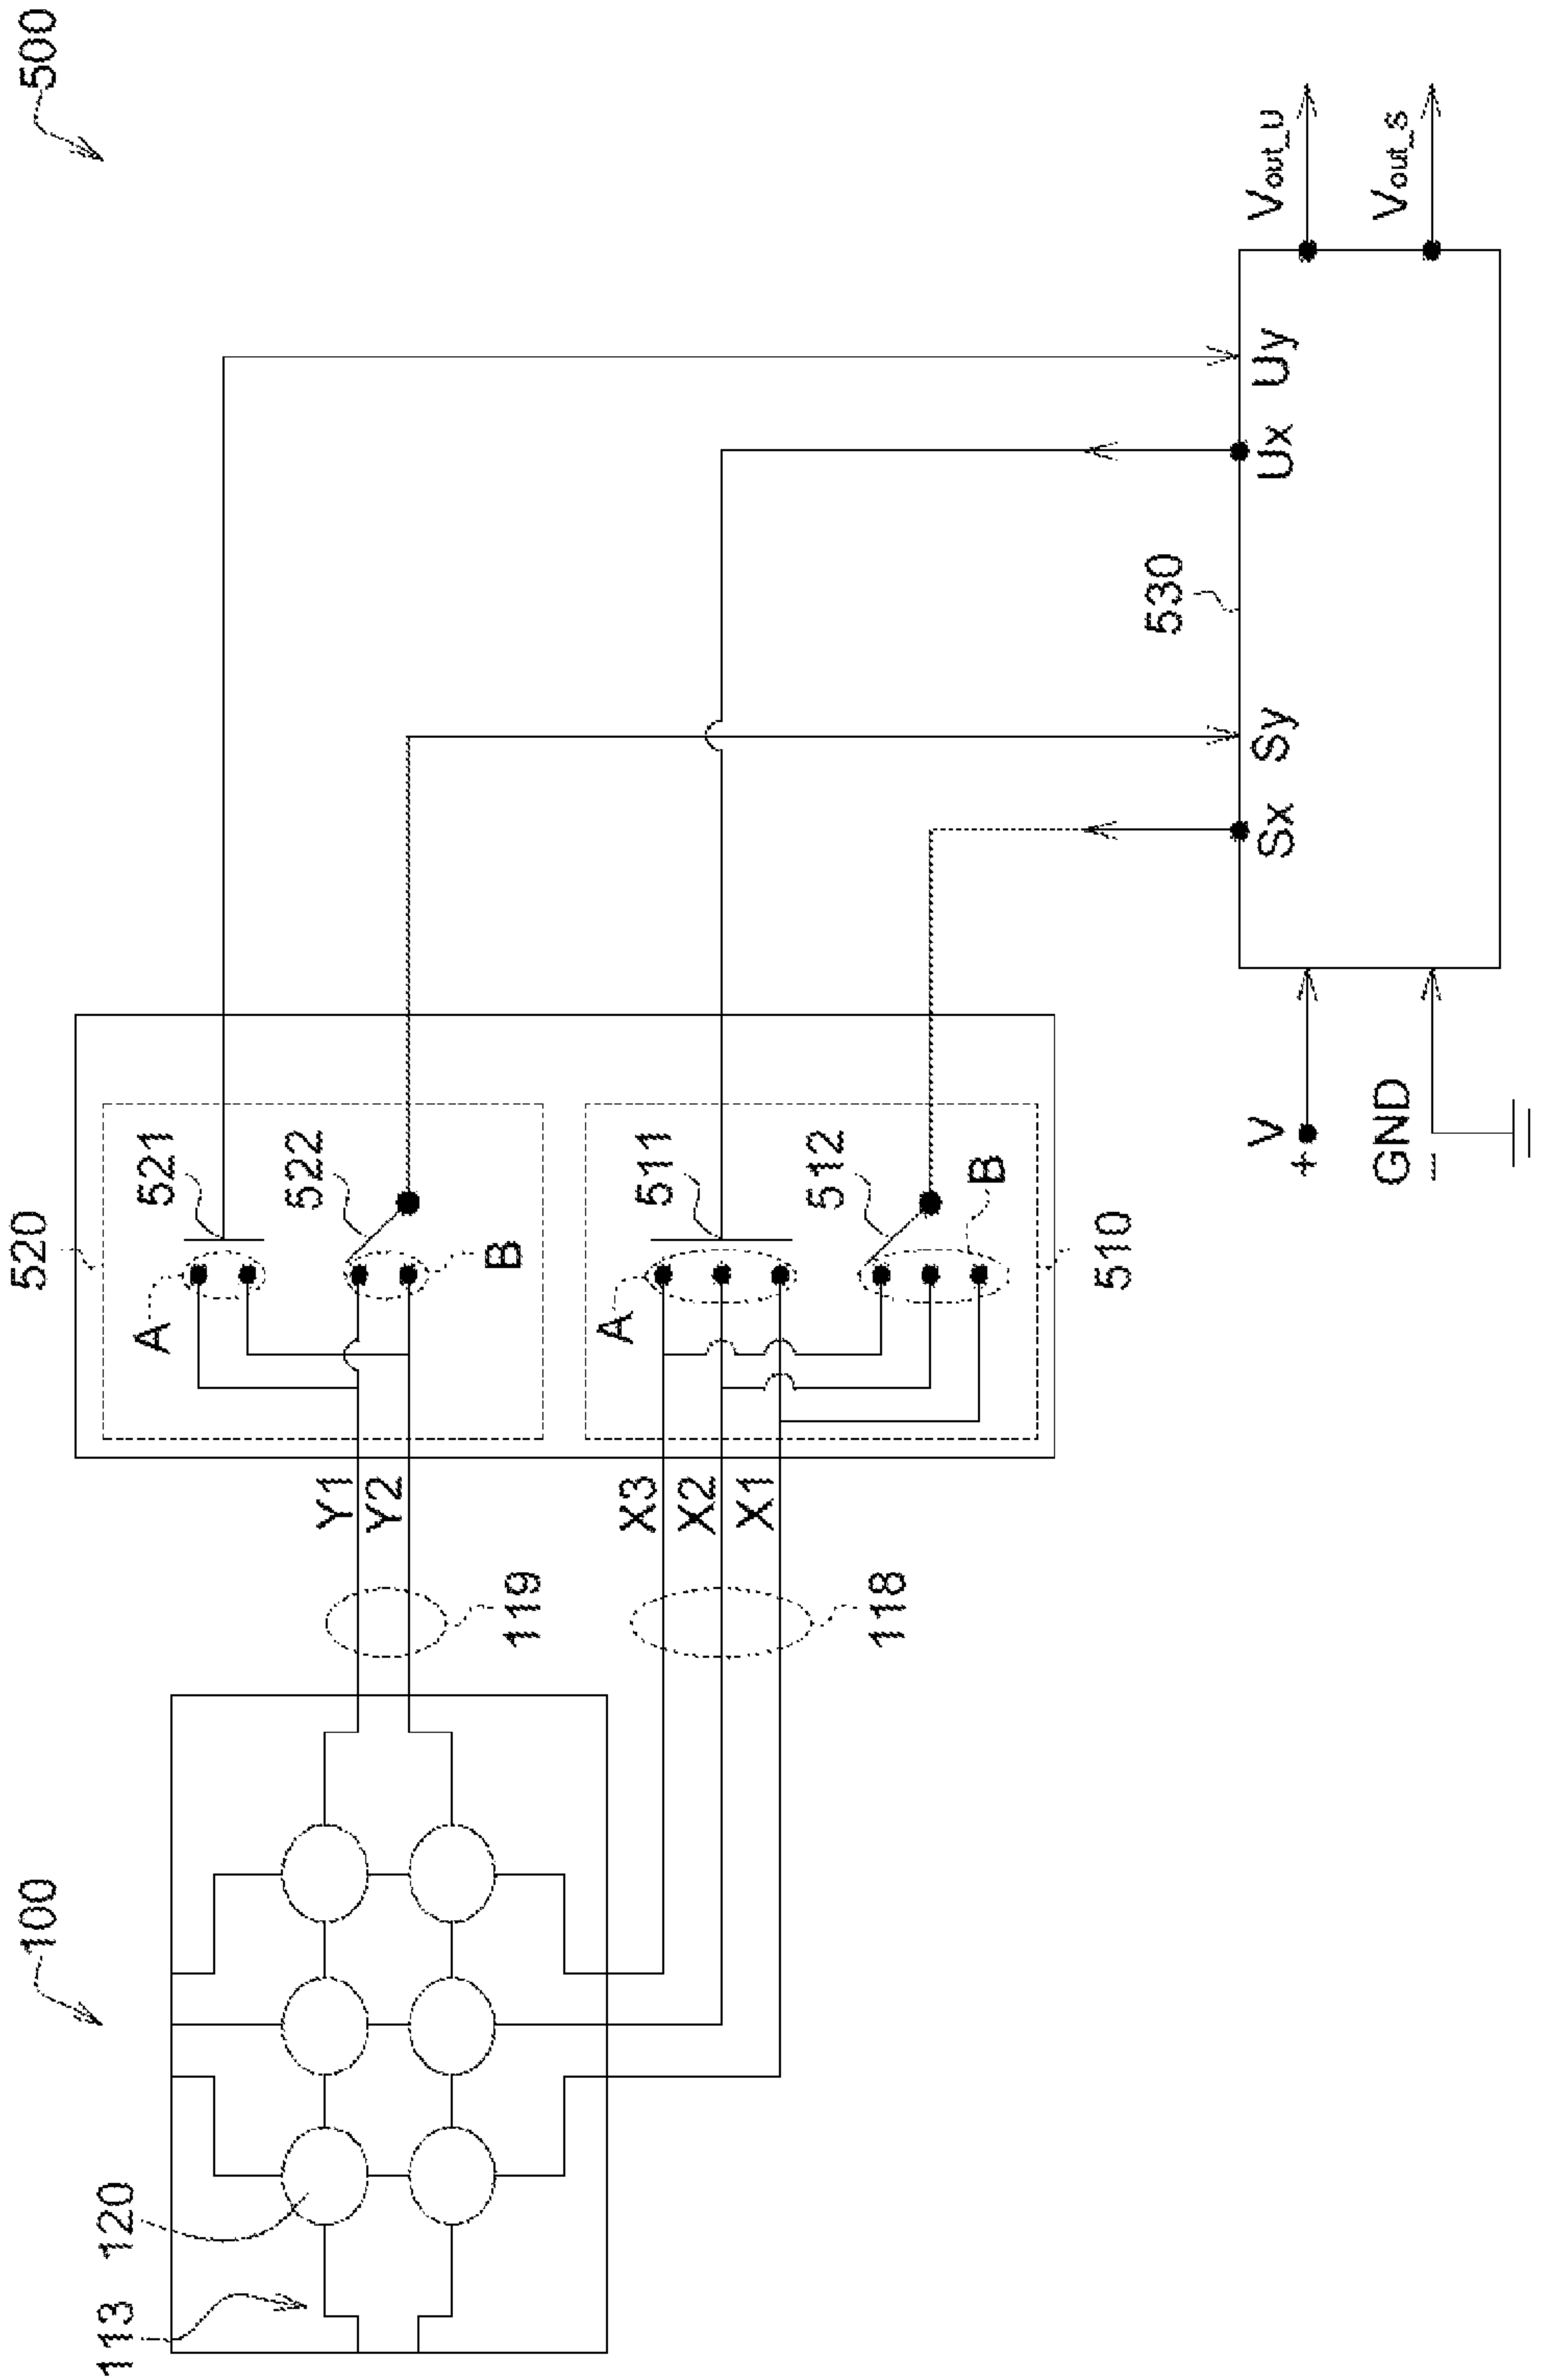 500
100
113
120
119
118
Y1
Y2
X3
X2
X1
520
A
521
522
B
A
511
512
B
510
530
Sx
Sy
Ux
Uy
V
+
GND
−
Vout_U
Vout_S